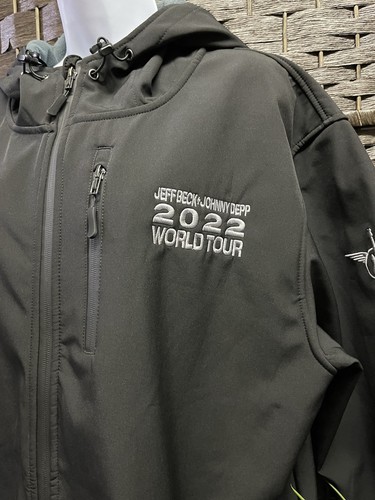 JEFF BECK + JOHNNY DEPP
2022
WORLD TOUR